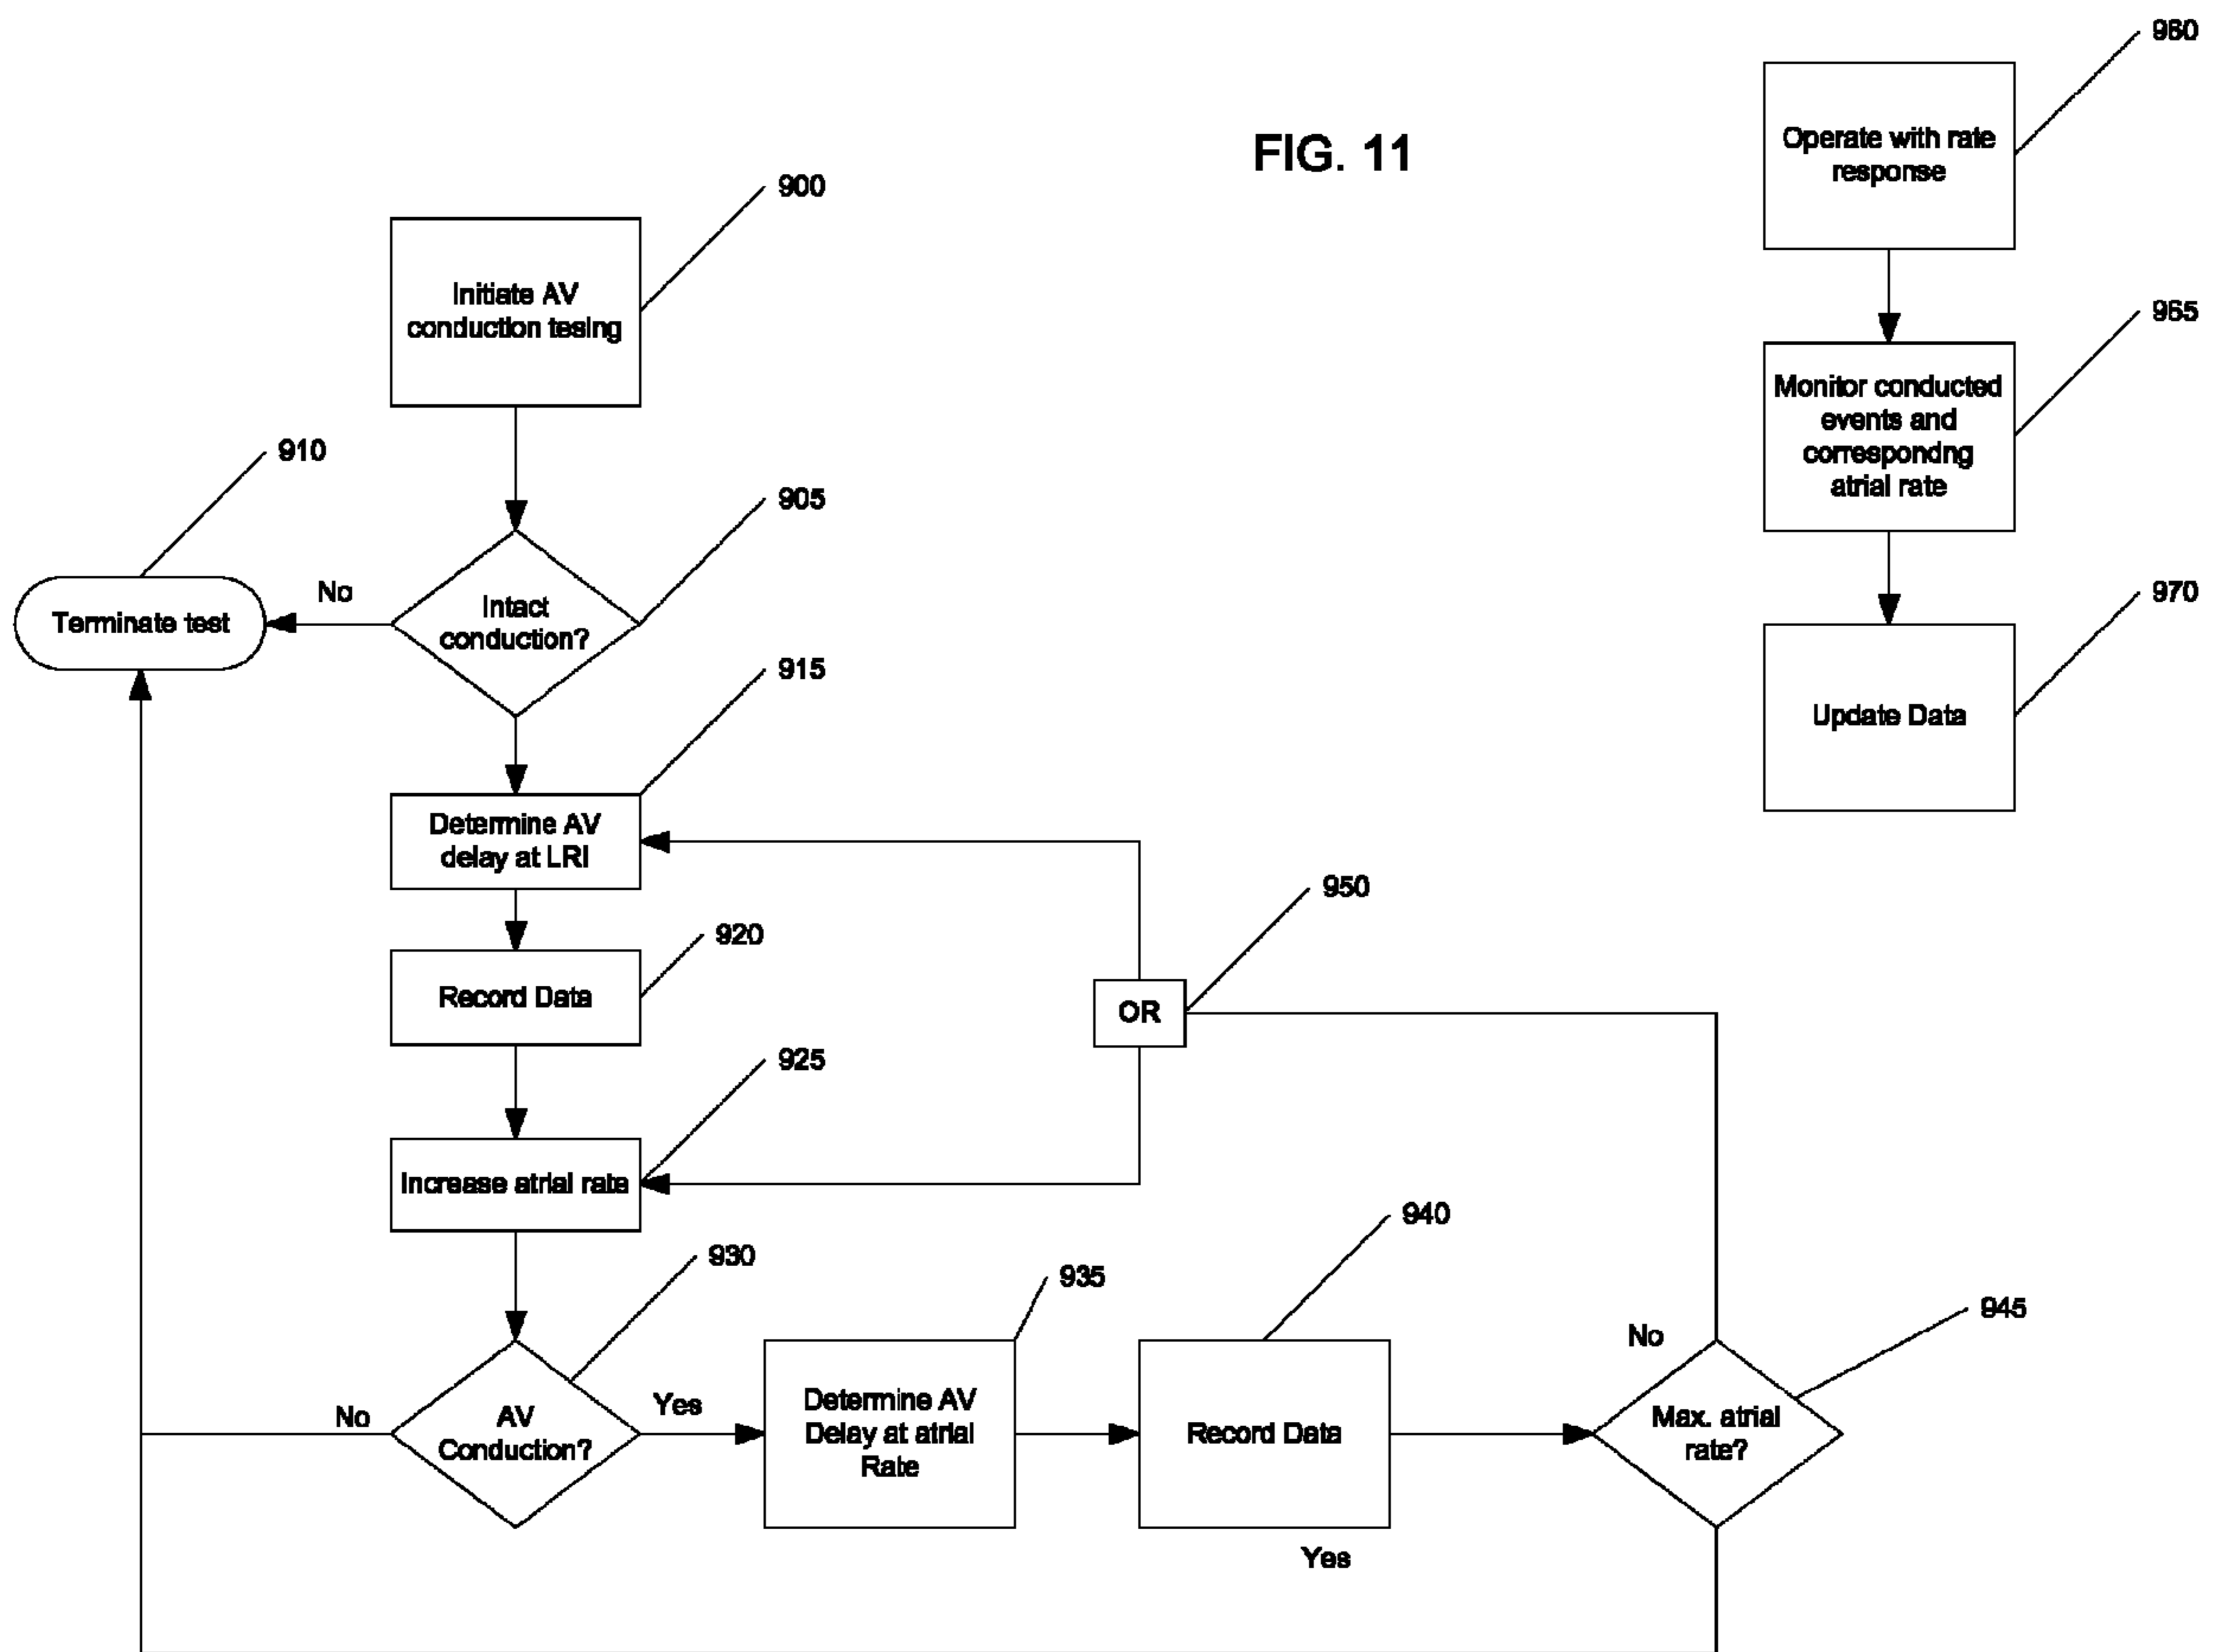 FIG. 11
960
Operate with rate
response
965
Monitor conducted
events and
correspondng
atrial rate
970
Update Data
900
Initiate AV
conduction tesing
905
Intact
conduction?
No
910
Terminate test
915
Determine AV
delay at LRI
920
Record Data
925
Increase atrial rate
930
AV
Conduction?
No
Yes
935
Determine AV
Delay at atrial
Rate
940
Record Data
945
Max. atrial
rate?
No
Yes
950
OR